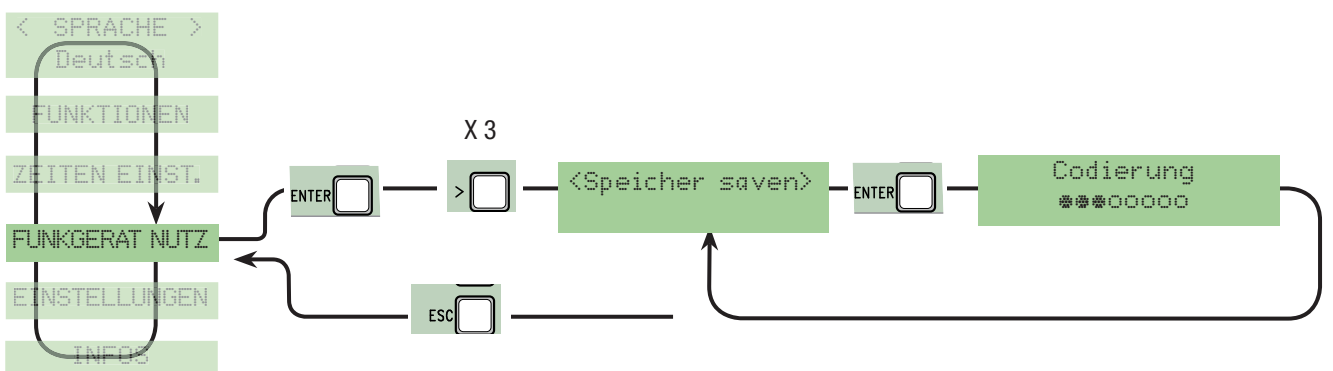 < SPRACHE >
Deutsch
FUNKTIONEN
ZEITEN EINST.
FUNKGERAT NUTZ
EINSTELLUNGEN
INFOS
ENTER
X 3
>
<Speicher saven>
ENTER
Codierung
ESC